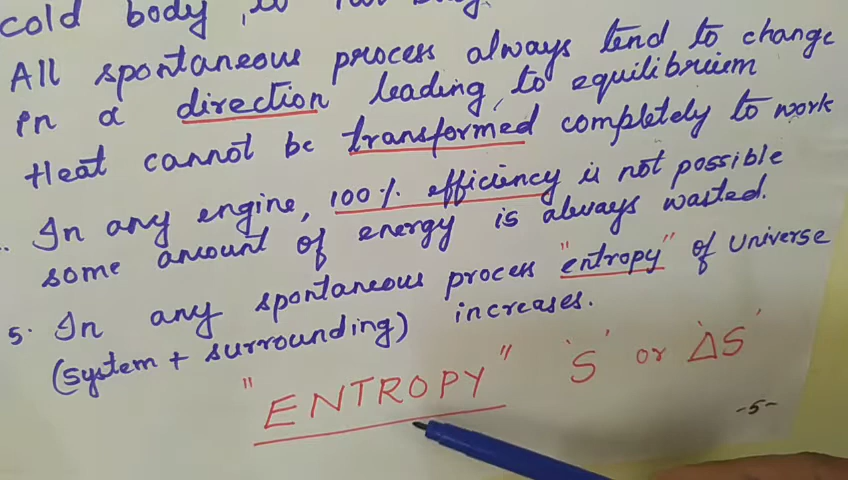 cold body, to
All spontaneous process always tend to change
in a direction leading to equilibrium
Heat cannot be transformed completely to work
In any engine, 100% efficiency is not possible
some amount of energy is always wasted.
5. In any spontaneous process "entropy" of Universe
(system + surrounding) increases.
"ENTROPY" 'S' or 'ΔS'
-5-